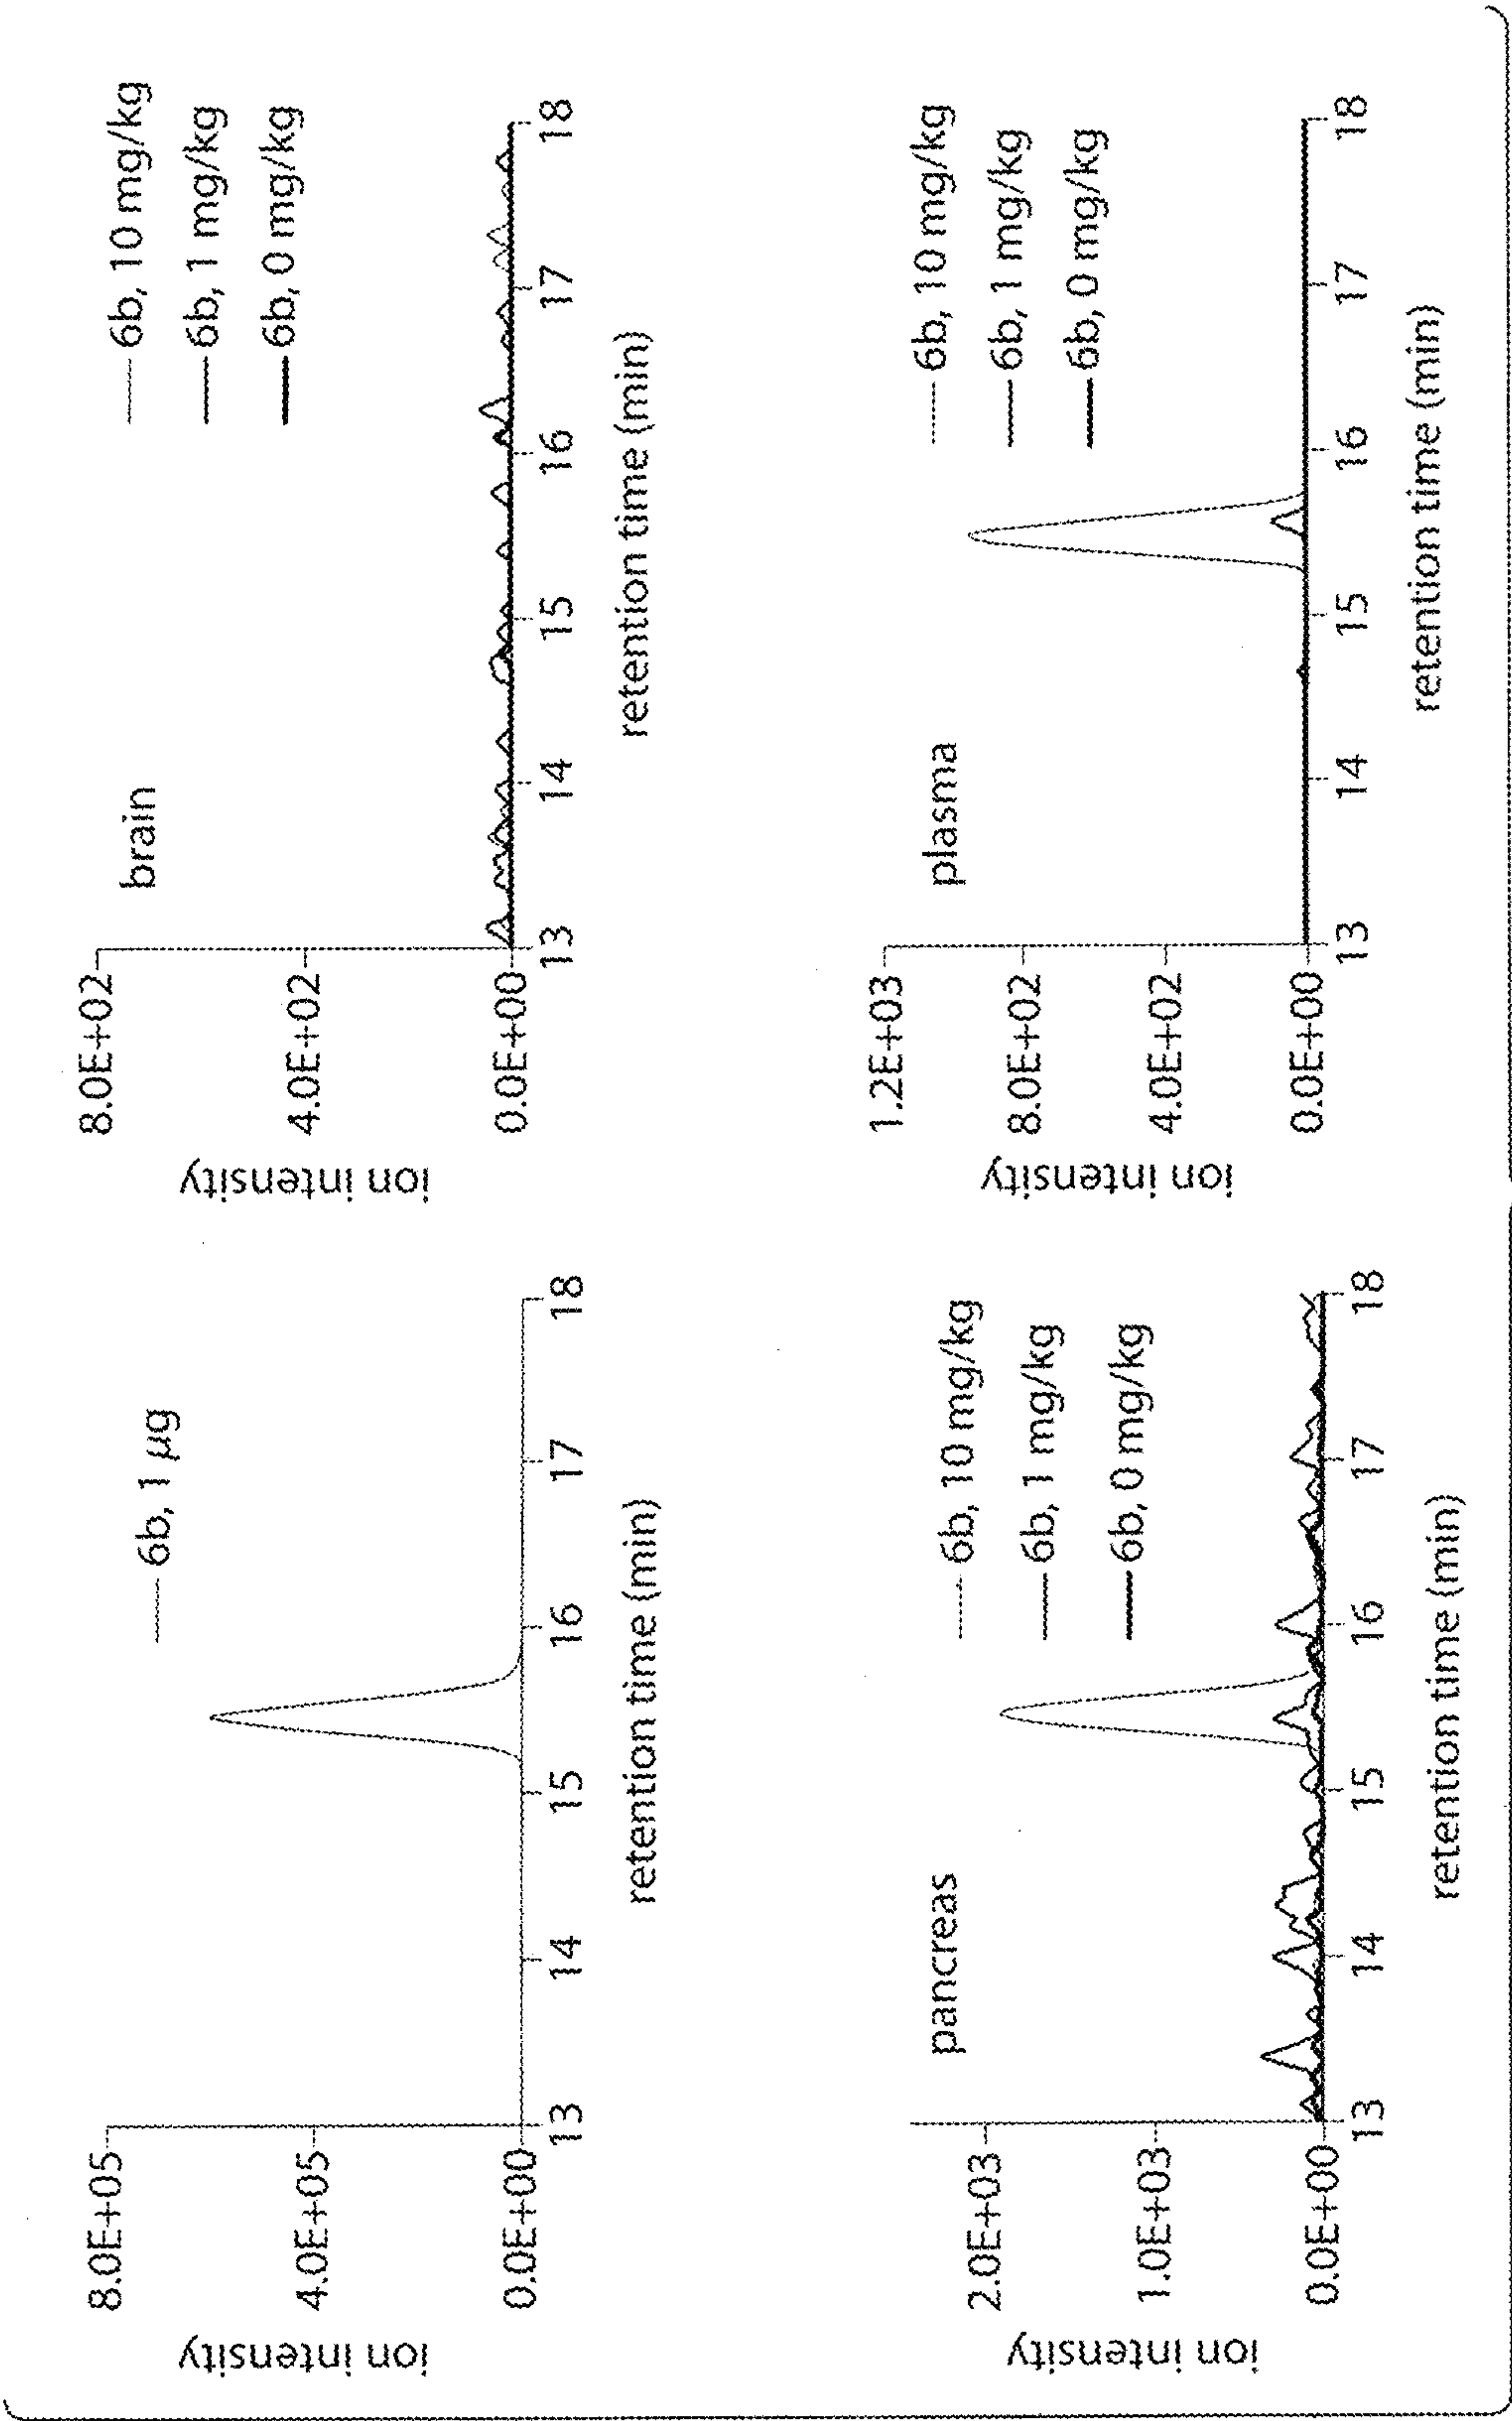 8.0E+05
4.0E+05
0.0E+00
ion intensity
6b, 1 µg
13 14 15 16 17 18
retention time (min)
8.0E+02
4.0E+02
0.0E+00
ion intensity
brain
6b, 10 mg/kg
6b, 1 mg/kg
6b, 0 mg/kg
13 14 15 16 17 18
retention time (min)
2.0E+03
1.0E+03
0.0E+00
ion intensity
pancreas
6b, 10 mg/kg
6b, 1 mg/kg
6b, 0 mg/kg
13 14 15 16 17 18
retention time (min)
1.2E+03
8.0E+02
4.0E+02
0.0E+00
ion intensity
plasma
6b, 10 mg/kg
6b, 1 mg/kg
6b, 0 mg/kg
13 14 15 16 17 18
retention time (min)